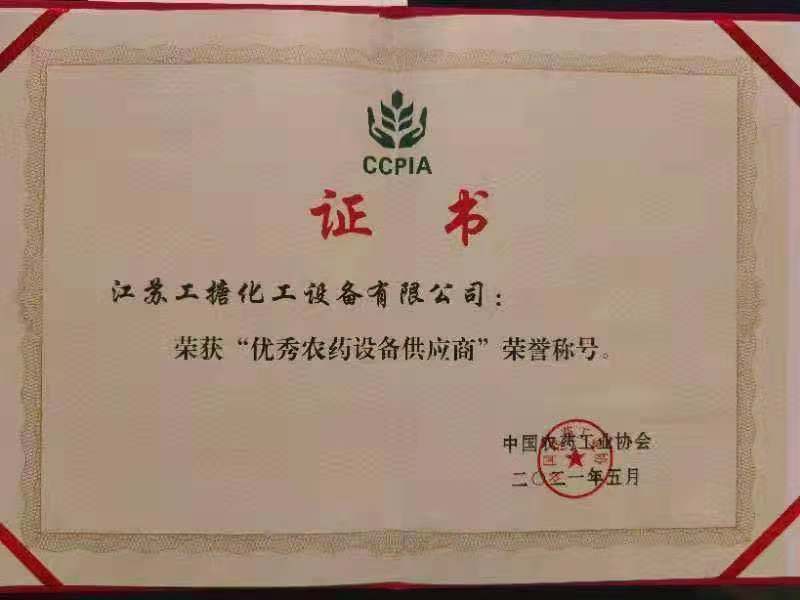 CCPIA
证 书
江苏工搪化工设备有限公司：
荣获“优秀农药设备供应商”荣誉称号。
中国农药工业协会
二〇二一年五月